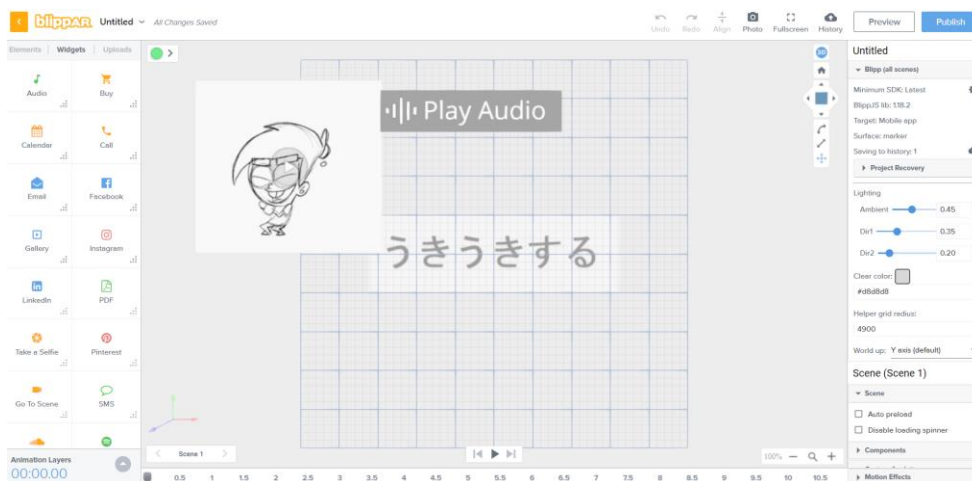 blippAR Untitled All Changes Saved
Undo Redo Align Photo Fullscreen History Preview Publish
Elements Widgets Uploads
Audio Buy
Calendar Call
Email Facebook
Gallery Instagram
LinkedIn PDF
Take a Selfie Pinterest
Go To Scene SMS
Animation Layers
00:00.00
3D
Play Audio
うきうきする
Scene 1
100%
0.5 1 1.5 2 2.5 3 3.5 4 4.5 5 5.5 6 6.5 7 7.5 8 8.5 9 9.5 10 10.5
Untitled
Blipp (all scenes)
Minimum SDK: Latest
BlippJS lib: 1.18.2
Target: Mobile app
Surface: marker
Saving to history: 1
Project Recovery
Lighting
Ambient 0.45
Dir1 0.35
Dir2 0.20
Clear color:
#d8d8d8
Helper grid radius:
4900
World up: Y axis (default)
Scene (Scene 1)
Scene
Auto preload
Disable loading spinner
Components
Motion Effects